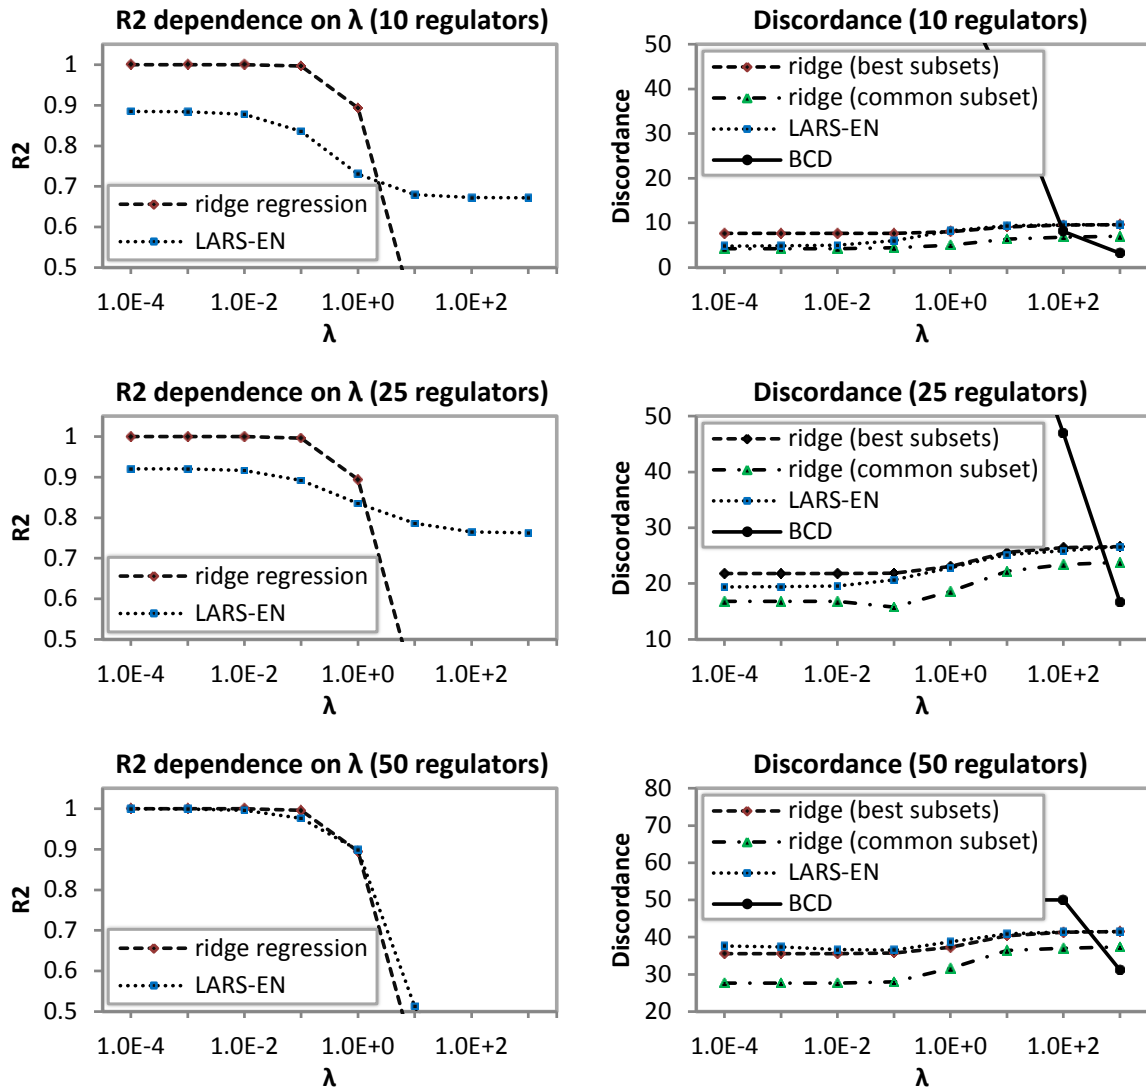 R2 dependence on λ (10 regulators)
1
0.9
0.8
0.7
0.6
0.5
R2
ridge regression
LARS-EN
1.0E-4 1.0E-2 1.0E+0 1.0E+2
λ
Discordance (10 regulators)
50
40
30
20
10
0
Discordance
ridge (best subsets)
ridge (common subset)
LARS-EN
BCD
1.0E-4 1.0E-2 1.0E+0 1.0E+2
λ
R2 dependence on λ (25 regulators)
1
0.9
0.8
0.7
0.6
0.5
R2
ridge regression
LARS-EN
1.0E-4 1.0E-2 1.0E+0 1.0E+2
λ
Discordance (25 regulators)
50
40
30
20
10
Discordance
ridge (best subsets)
ridge (common subset)
LARS-EN
BCD
1.0E-4 1.0E-2 1.0E+0 1.0E+2
λ
R2 dependence on λ (50 regulators)
1
0.9
0.8
0.7
0.6
0.5
R2
ridge regression
LARS-EN
1.0E-4 1.0E-2 1.0E+0 1.0E+2
λ
Discordance (50 regulators)
80
70
60
50
40
30
20
Discordance
ridge (best subsets)
ridge (common subset)
LARS-EN
BCD
1.0E-4 1.0E-2 1.0E+0 1.0E+2
λ